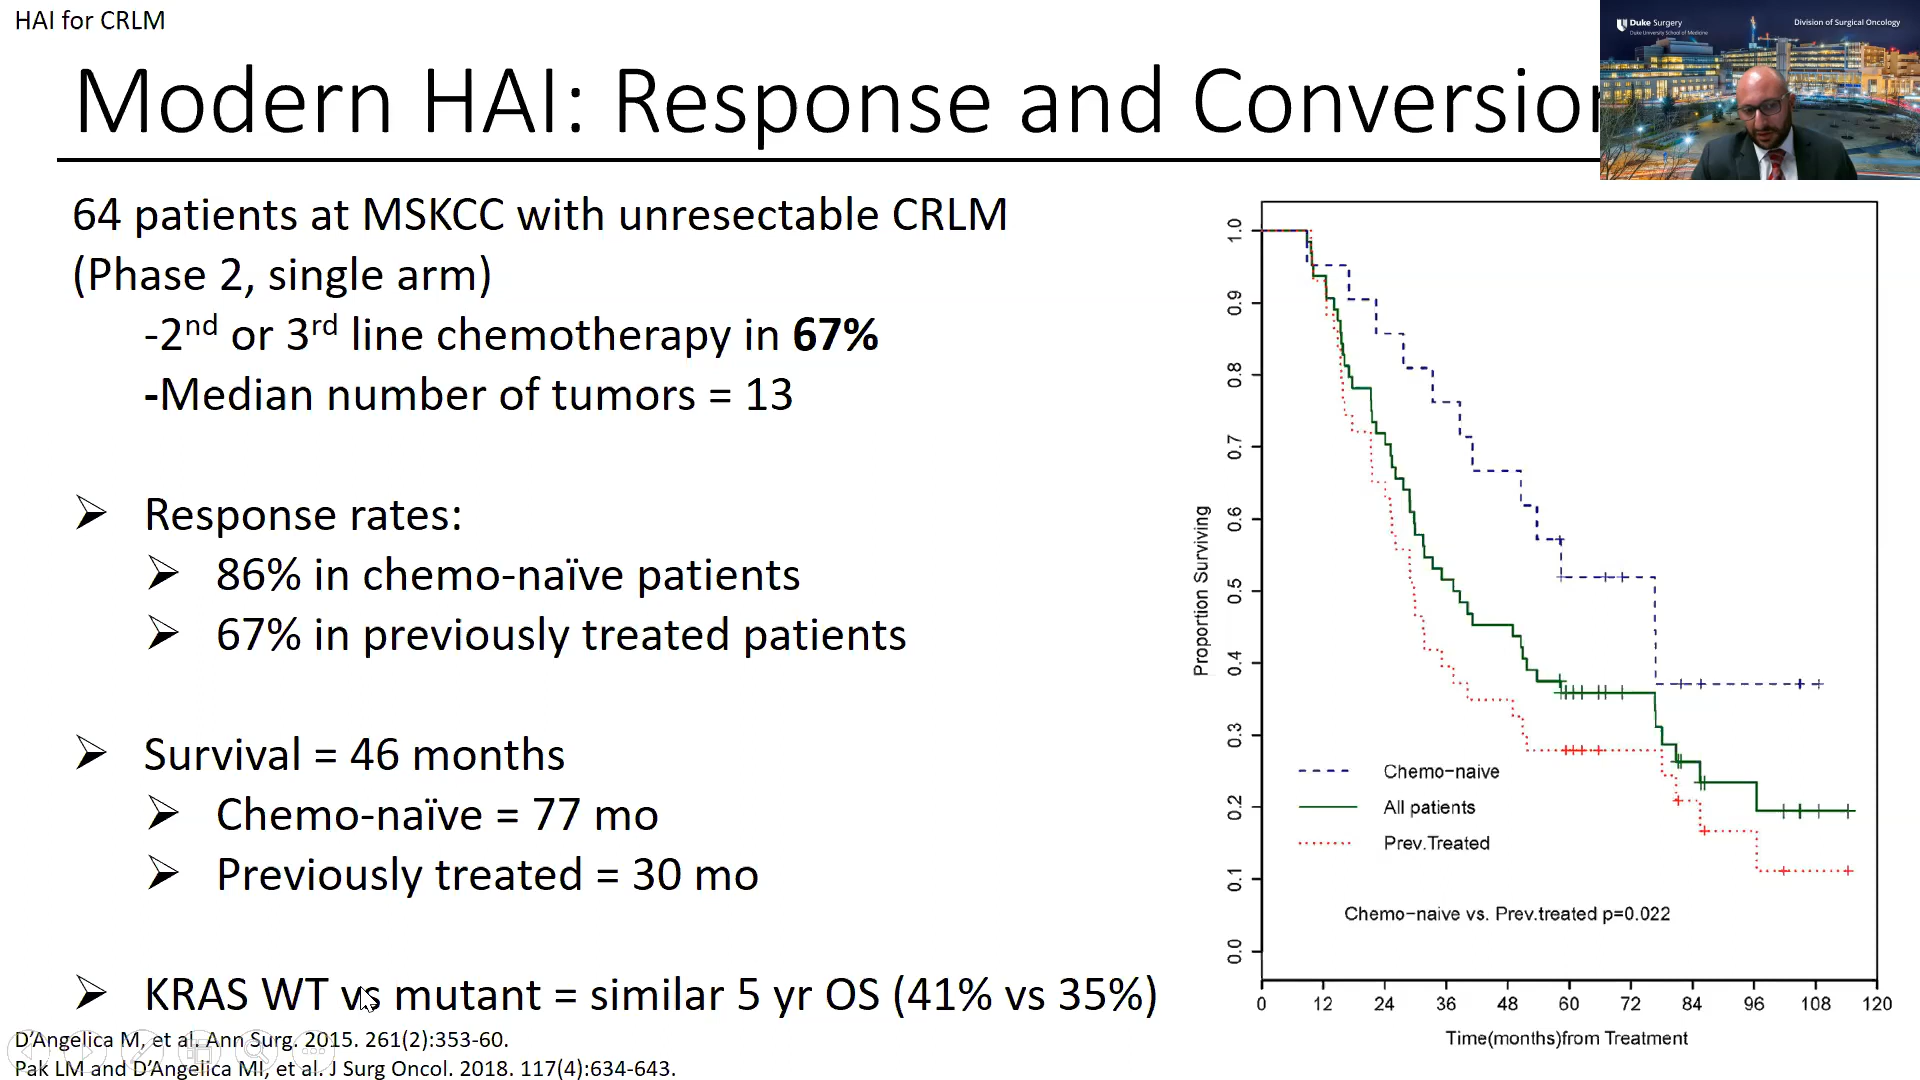 HAI for CRLM
Duke Surgery
Duke University School of Medicine
Division of Surgical Oncology
Modern HAI: Response and Conversion
64 patients at MSKCC with unresectable CRLM
(Phase 2, single arm)
-2nd or 3rd line chemotherapy in 67%
-Median number of tumors = 13
Response rates:
86% in chemo-naïve patients
67% in previously treated patients
Survival = 46 months
Chemo-naïve = 77 mo
Previously treated = 30 mo
KRAS WT vs mutant = similar 5 yr OS (41% vs 35%)
D'Angelica M, et al. Ann Surg. 2015. 261(2):353-60.
Pak LM and D'Angelica MI, et al. J Surg Oncol. 2018. 117(4):634-643.
Proportion Surviving
1.0
0.9
0.8
0.7
0.6
0.5
0.4
0.3
0.2
0.1
0.0
Chemo-naive
All patients
Prev.Treated
Chemo-naive vs. Prev.treated p=0.022
0 12 24 36 48 60 72 84 96 108 120
Time(months)from Treatment